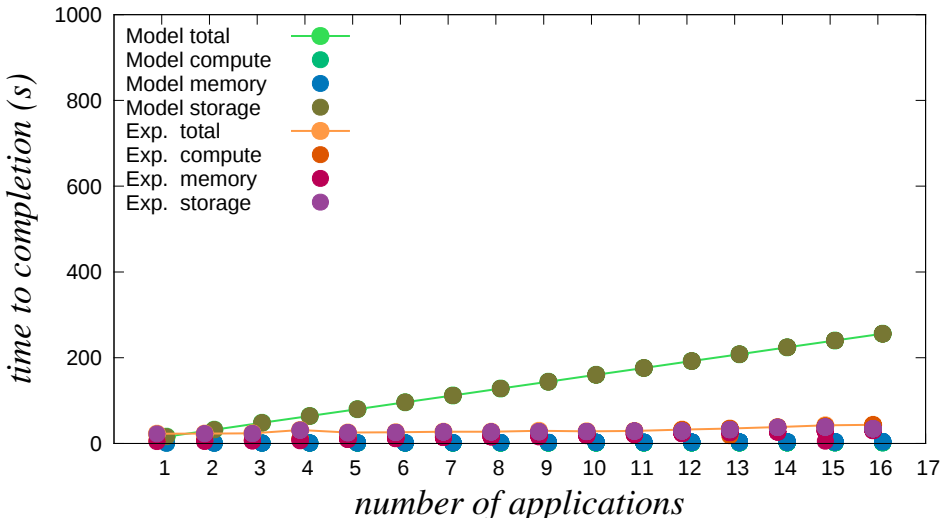 1000
800
600
400
200
0
time to completion (s)
Model total
Model compute
Model memory
Model storage
Exp. total
Exp. compute
Exp. memory
Exp. storage
1 2 3 4 5 6 7 8 9 10 11 12 13 14 15 16 17
number of applications